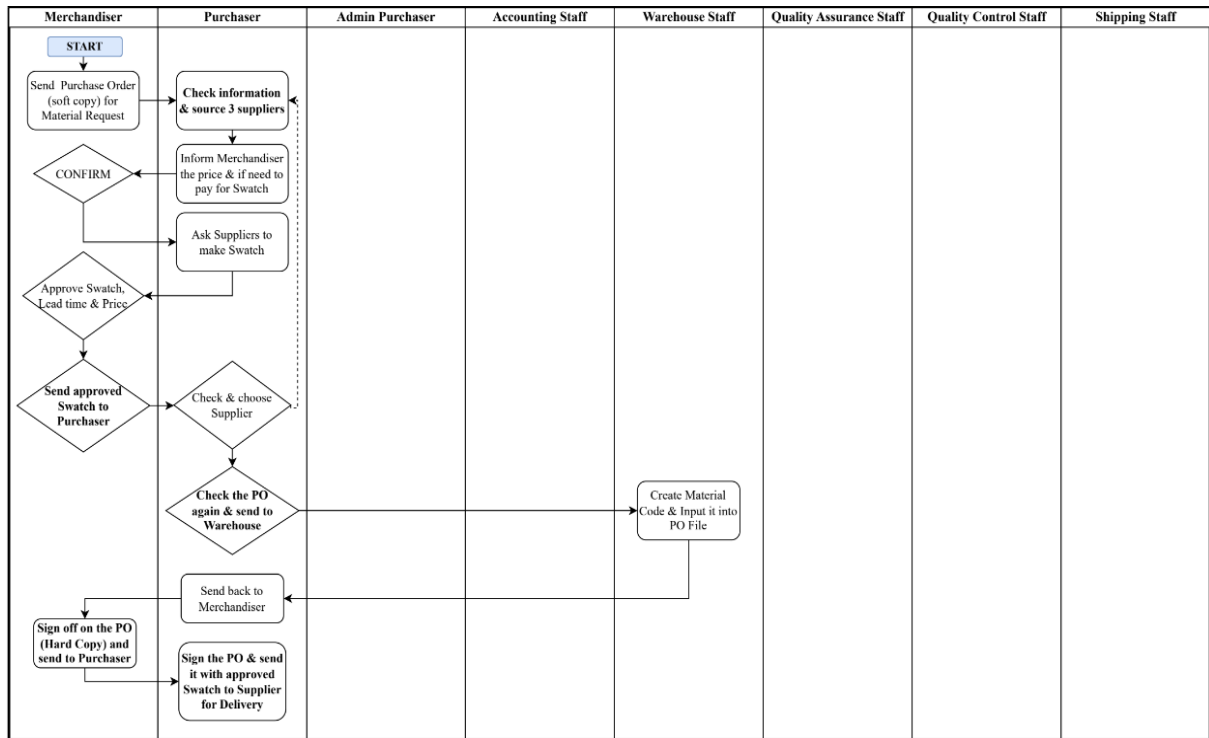 Merchandiser
Purchaser
Admin Purchaser
Accounting Staff
Warehouse Staff
Quality Assurance Staff
Quality Control Staff
Shipping Staff
START
Send Purchase Order
(soft copy) for
Material Request
Check information
& source 3 suppliers
Inform Merchandiser
the price & if need to
pay for Swatch
CONFIRM
Ask Suppliers to
make Swatch
Approve Swatch,
Lead time & Price
Send approved
Swatch to
Purchaser
Check & choose
Supplier
Check the PO
again & send to
Warehouse
Create Material
Code & Input it into
PO File
Send back to
Merchandiser
Sign off on the PO
(Hard Copy) and
send to Purchaser
Sign the PO & send
it with approved
Swatch to Supplier
for Delivery